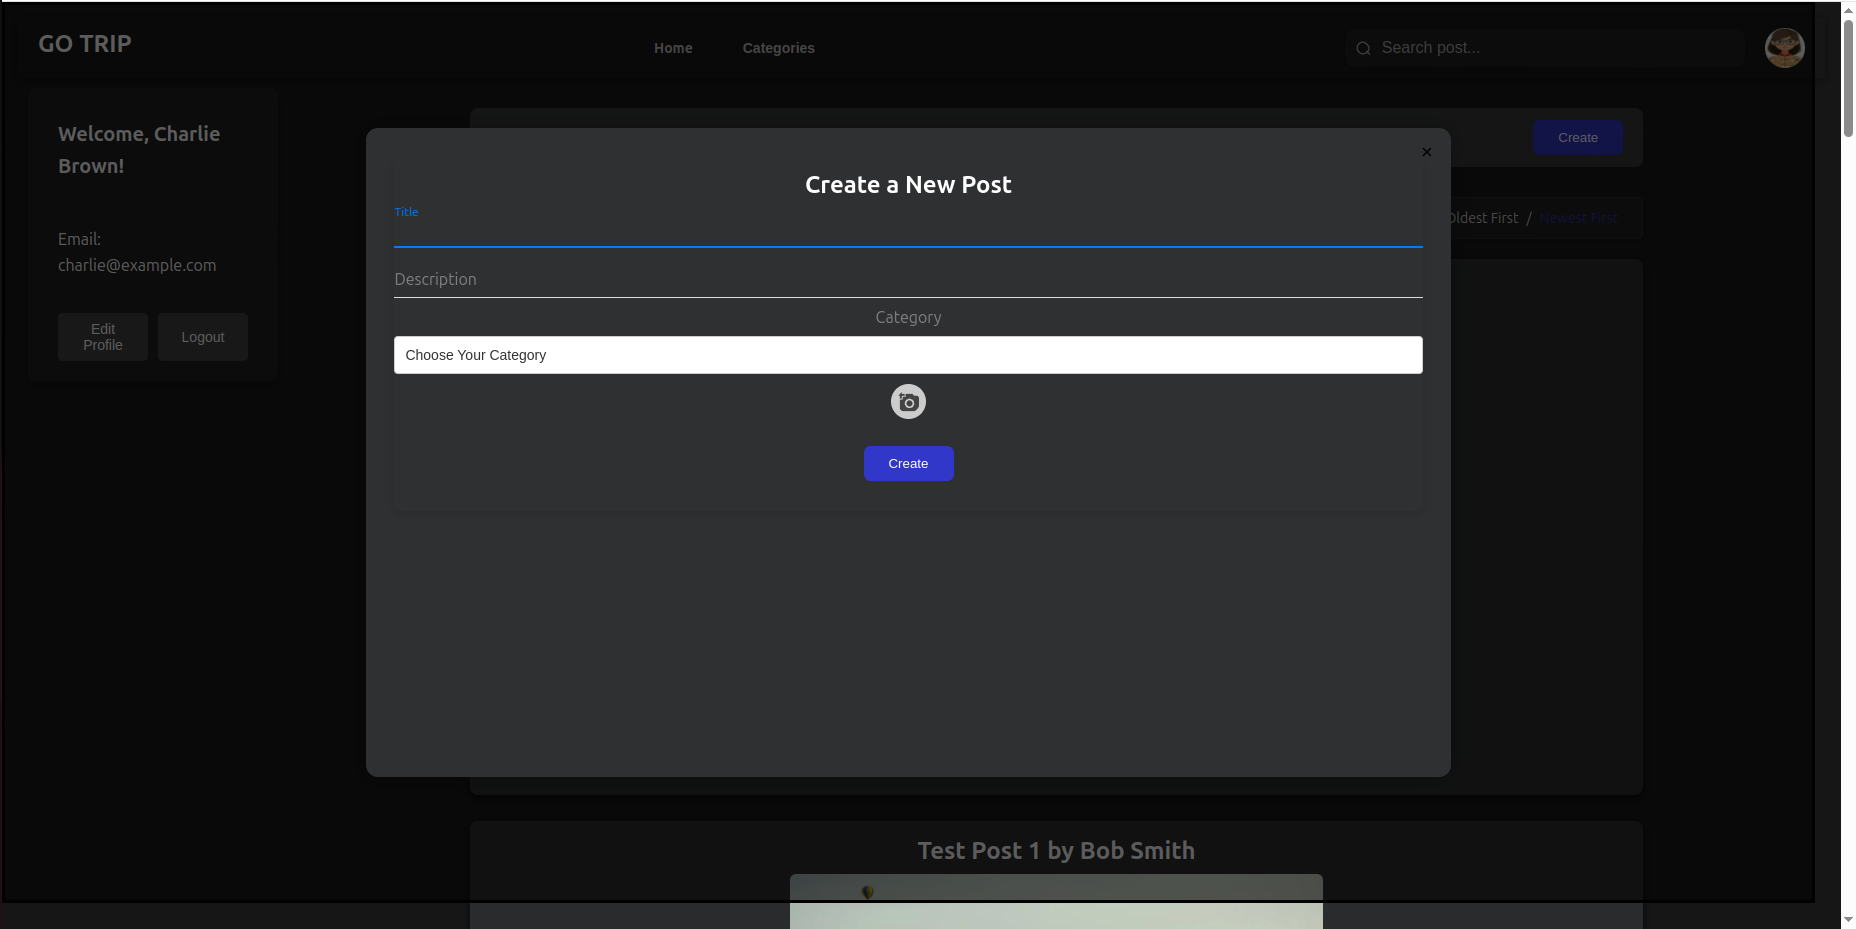 GO TRIP
Home
Categories
Search post...
Welcome, Charlie
Brown!
Email:
charlie@example.com
Edit
Profile
Logout
Create
Oldest First / Newest First
×
Create a New Post
Title
Description
Category
Choose Your Category
Create
Test Post 1 by Bob Smith